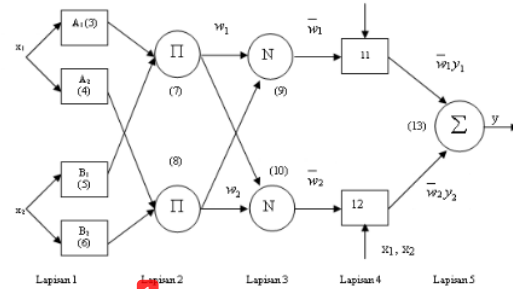 x₁
A₁(3)
A₂
(4)
B₁
(5)
x₂
B₂
(6)
Π
(7)
(8)
Π
w₁
w₂
N
(9)
(10)
N
w̅₁
w̅₂
11
12
x₁, x₂
w̅₁y₁
w̅₂y₂
(13)
Σ
y
Lapisan 1 Lapisan 2 Lapisan 3 Lapisan 4 Lapisan 5